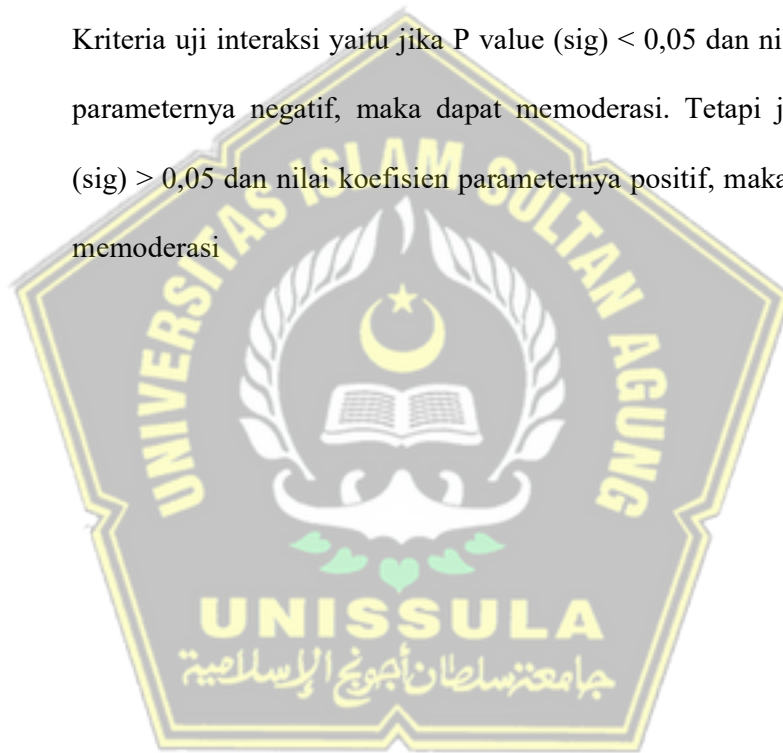 Kriteria uji interaksi yaitu jika P value (sig) < 0,05 dan ni
parameternya negatif, maka dapat memoderasi. Tetapi j
(sig) > 0,05 dan nilai koefisien parameternya positif, maka
memoderasi
UNIVERSITAS ISLAM SULTAN AGUNG
UNISSULA
جامعة سلطان أجونج الإسلامية